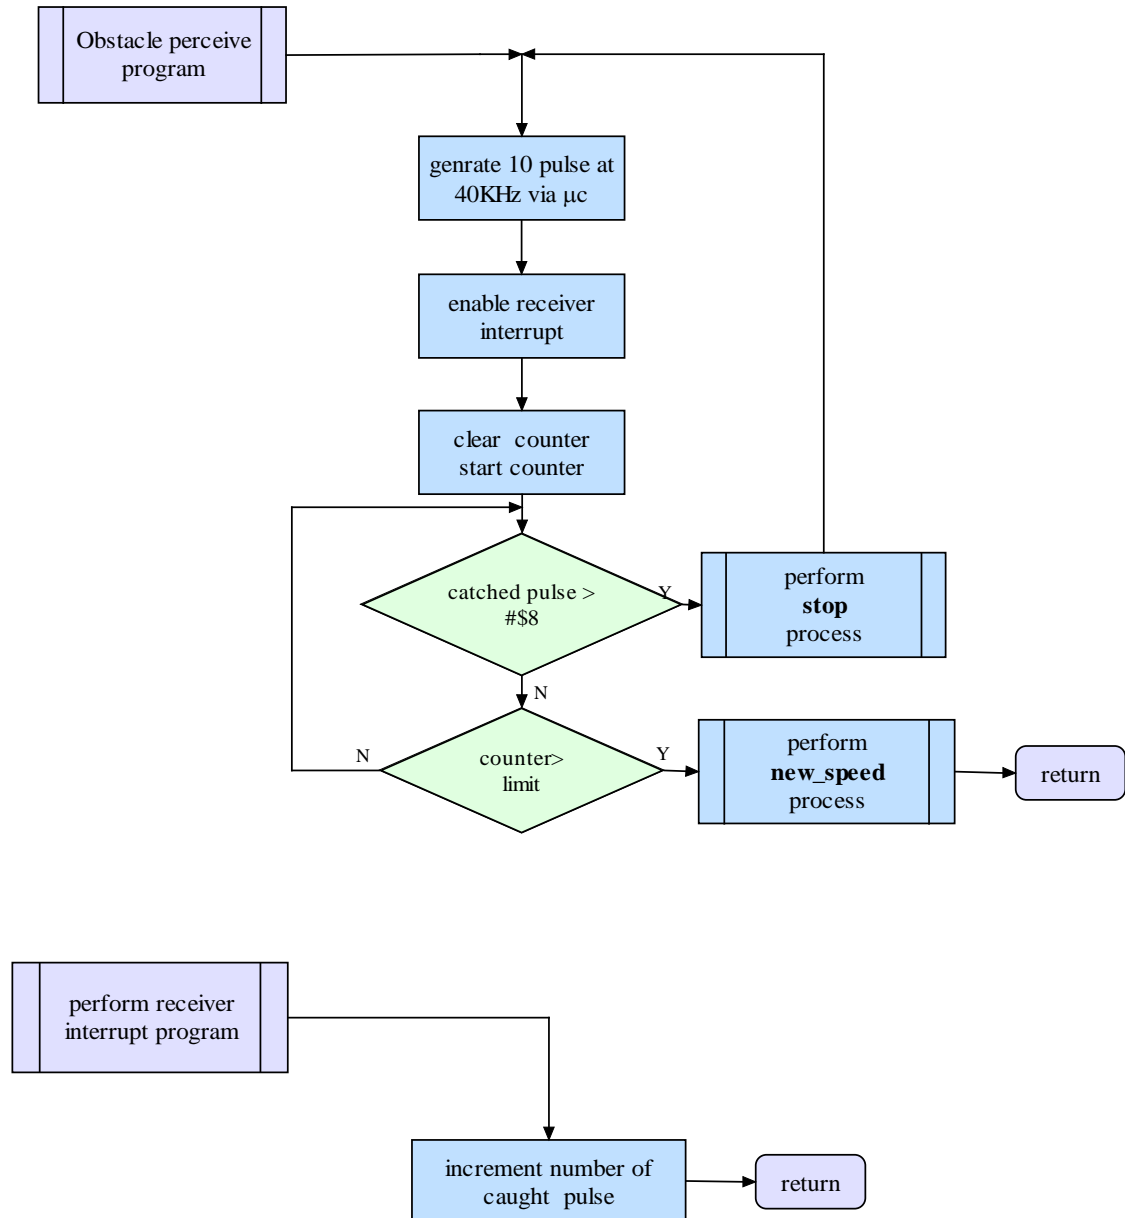 Obstacle perceive
program
genrate 10 pulse at
40KHz via µc
enable receiver
interrupt
clear counter
start counter
catched pulse >
#$8
Y
perform
stop
process
N
counter>
limit
N
Y
perform
new_speed
process
return
perform receiver
interrupt program
increment number of
caught pulse
return